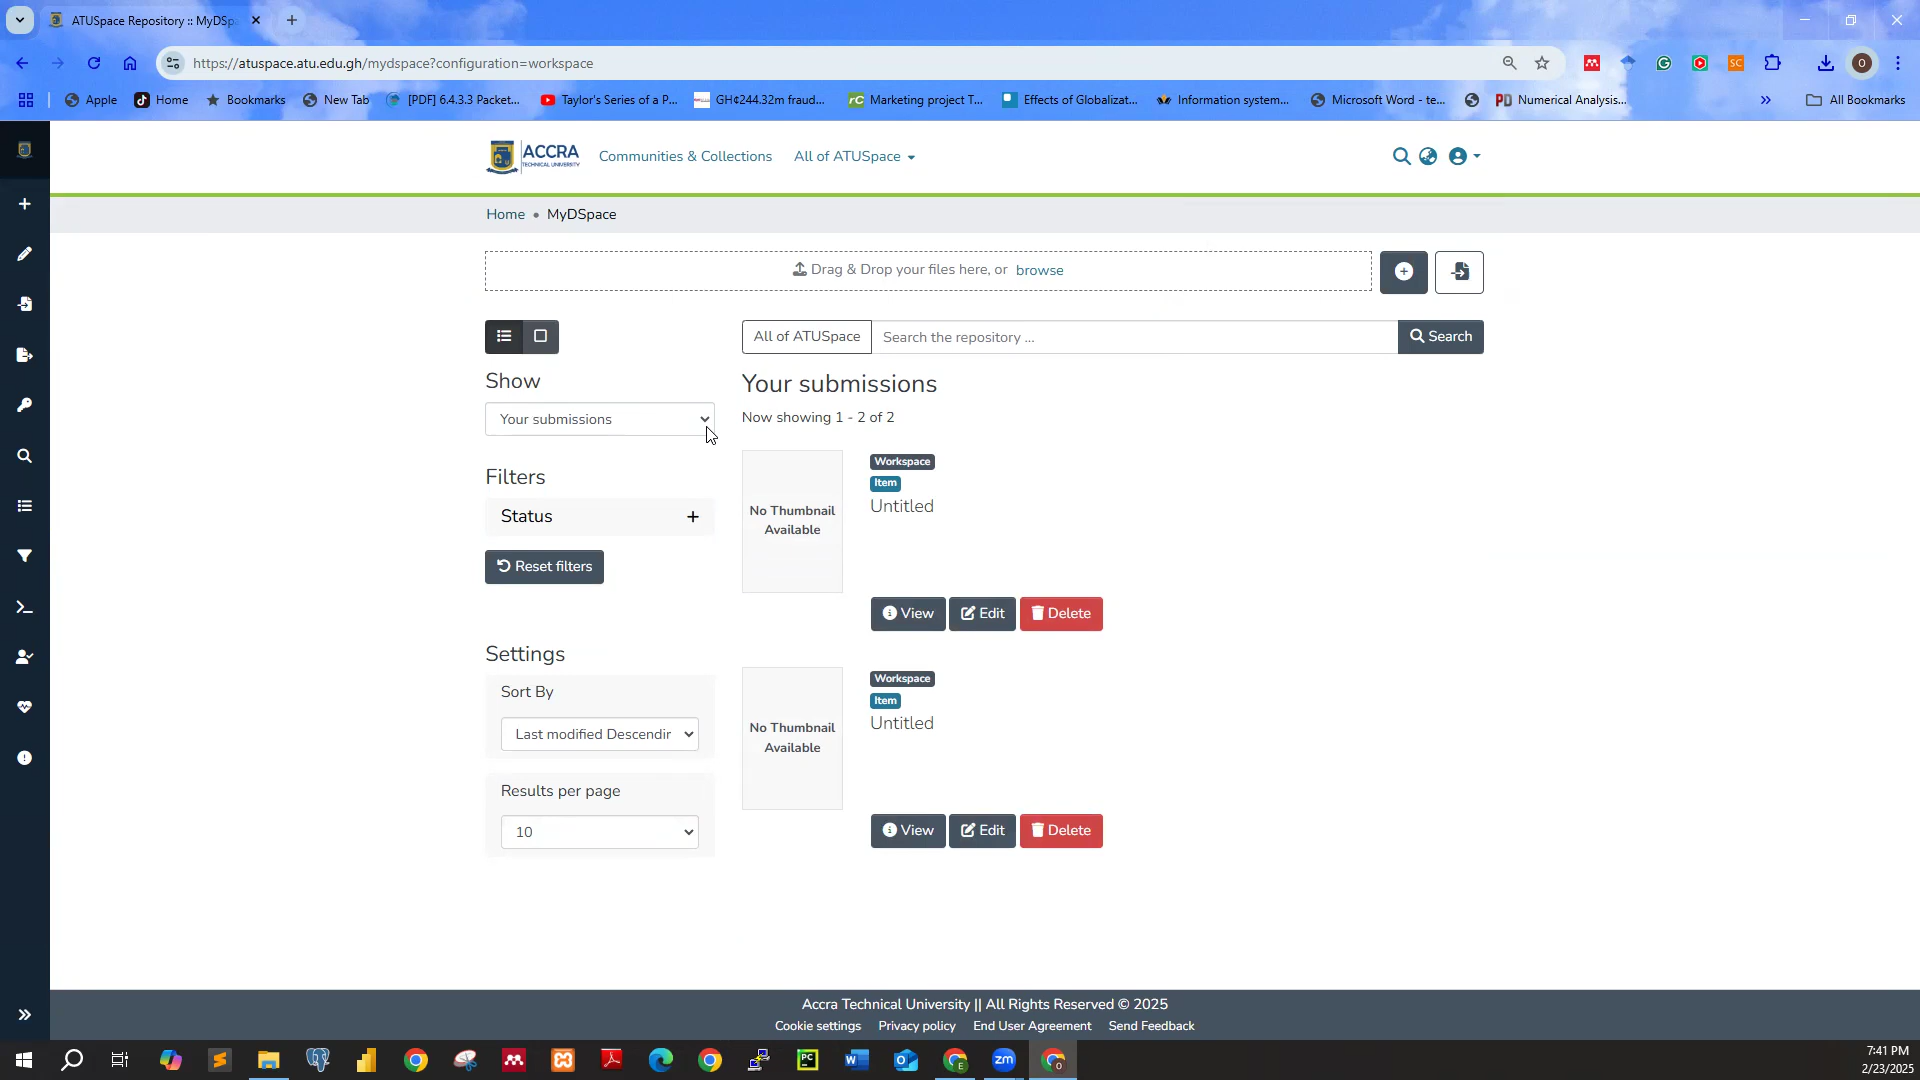 ATUSpace Repository :: MyDSp
https://atuspace.atu.edu.gh/mydspace?configuration=workspace
O
Apple
Home
Bookmarks
New Tab
[PDF] 6.4.3.3 Packet...
Taylor's Series of a P...
GH¢244.32m fraud...
rC Marketing project T...
Effects of Globalizat...
Information system...
Microsoft Word - te...
PD Numerical Analysis...
All Bookmarks
ACCRA
TECHNICAL UNIVERSITY
Communities & Collections
All of ATUSpace
Home • MyDSpace
Drag & Drop your files here, or browse
All of ATUSpace
Search the repository ...
Search
Show
Your submissions
Filters
Status
Reset filters
Settings
Sort By
Last modified Descendir
Results per page
10
Your submissions
Now showing 1 - 2 of 2
No Thumbnail
Available
Workspace
Item
Untitled
View
Edit
Delete
No Thumbnail
Available
Workspace
Item
Untitled
View
Edit
Delete
Accra Technical University || All Rights Reserved © 2025
Cookie settings
Privacy policy
End User Agreement
Send Feedback
7:41 PM
2/23/2025